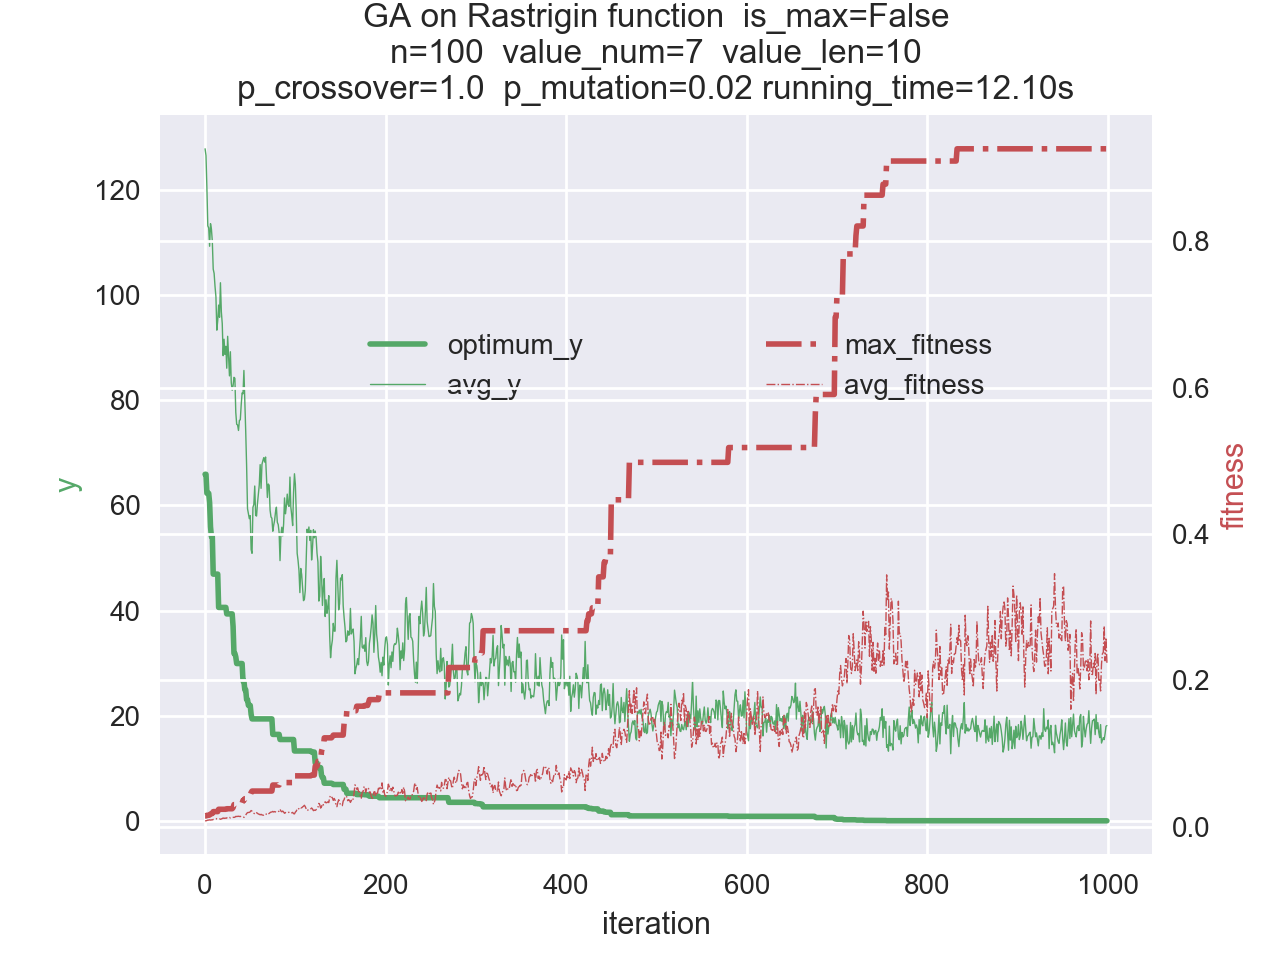 GA on Rastrigin function  is_max=False
n=100  value_num=7  value_len=10
p_crossover=1.0  p_mutation=0.02 running_time=12.10s
120
100
80
60
40
20
0
y
0.8
0.6
0.4
0.2
0.0
fitness
optimum_y
avg_y
max_fitness
avg_fitness
0 200 400 600 800 1000
iteration